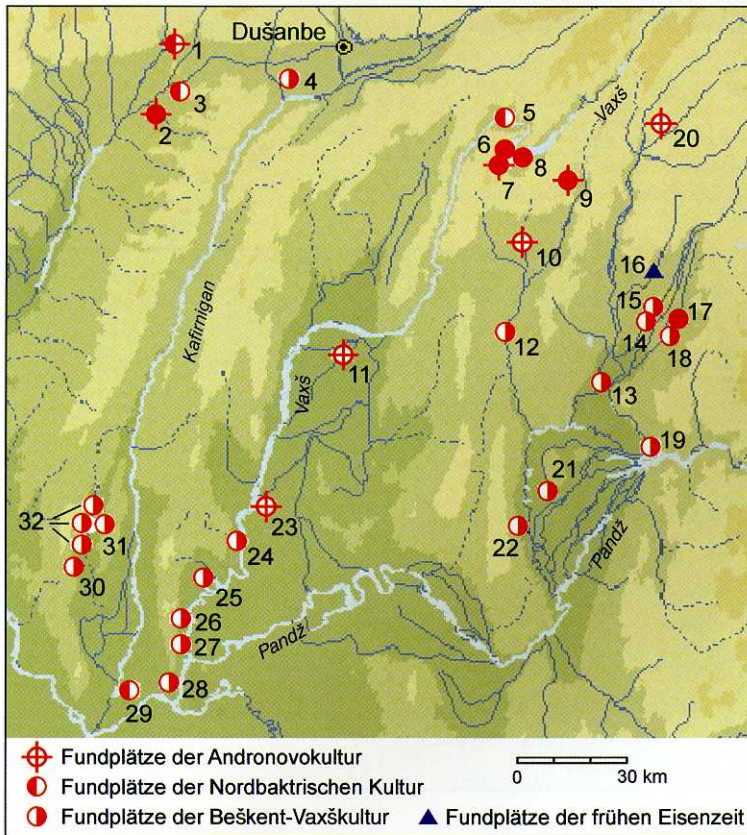 Dušanbe
1
2
3
4
5
6
7
8
9
10
11
12
13
14
15
16
17
18
19
20
21
22
23
24
25
26
27
28
29
30
31
32
Vaxš
Kafirnigan
Vaxš
Pandž
Pandž
Fundplätze der Andronovokultur
0 30 km
Fundplätze der Nordbaktrischen Kultur
Fundplätze der Beškent-Vaxškultur
Fundplätze der frühen Eisenzeit